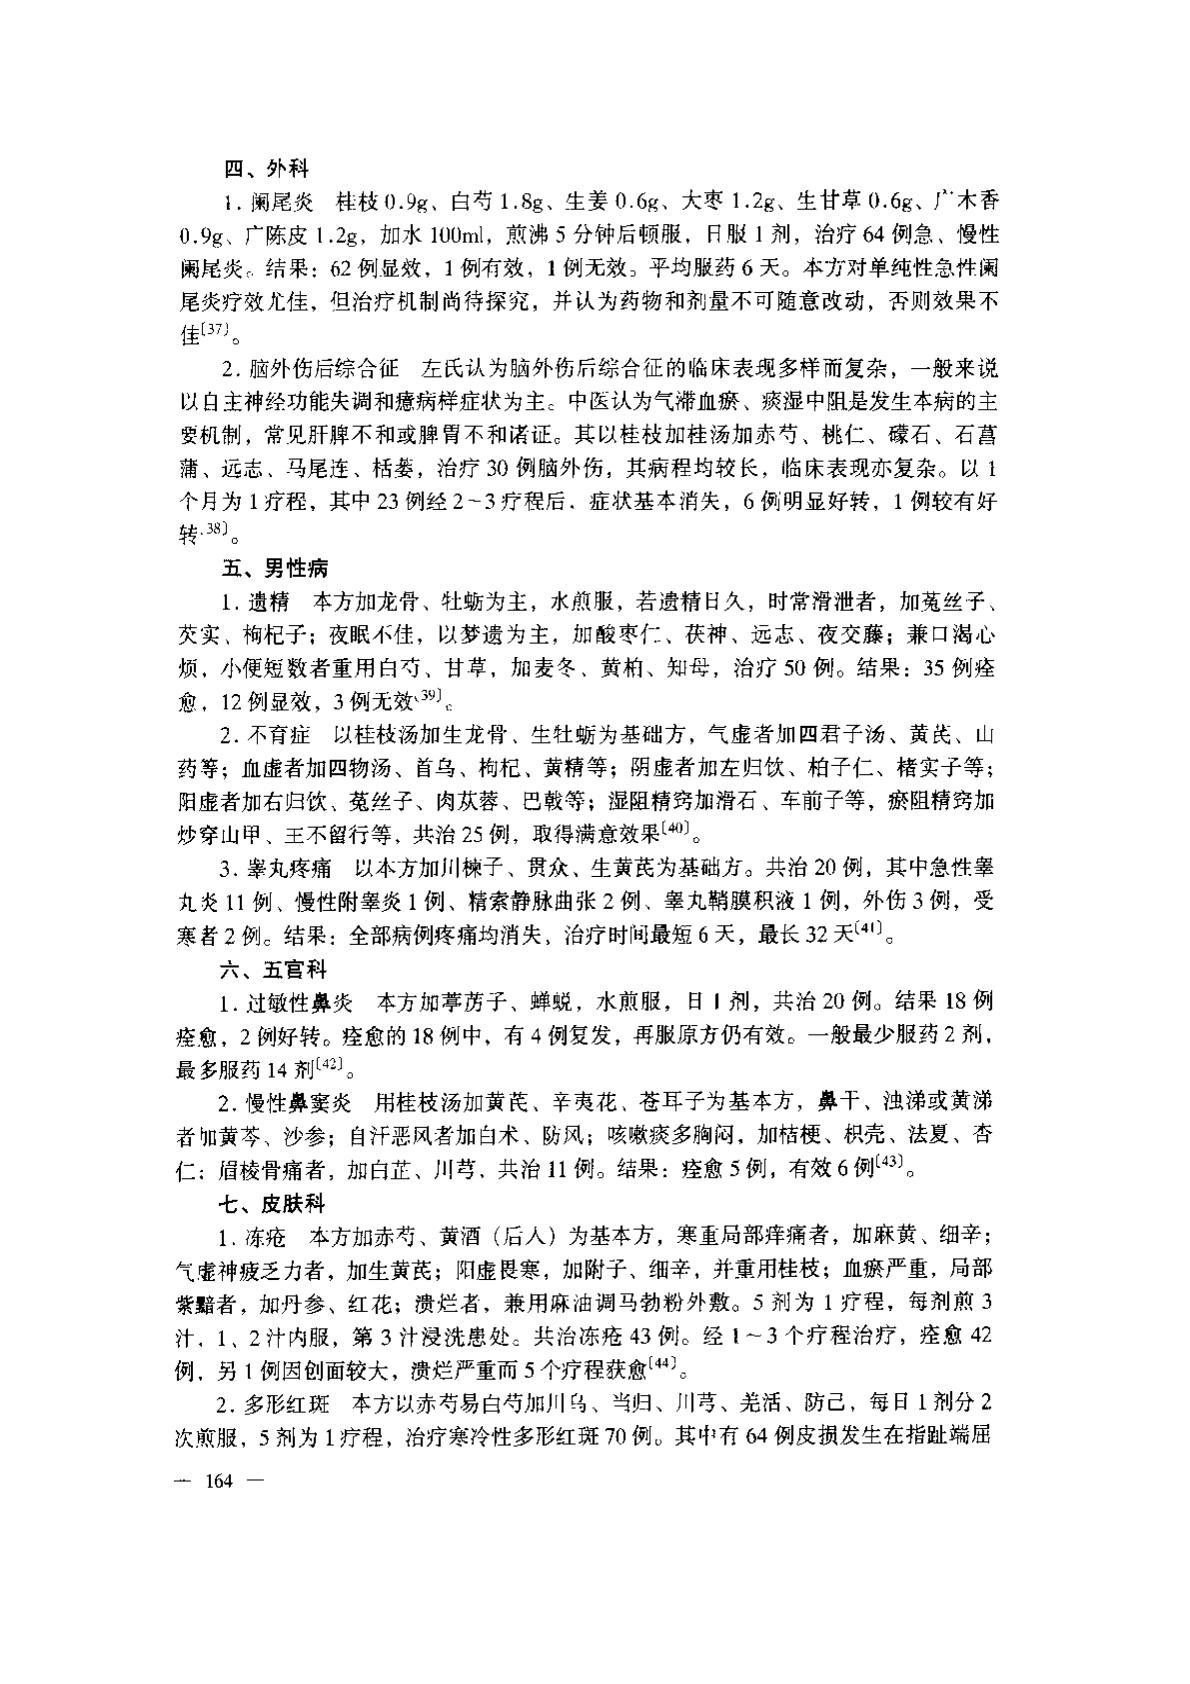 四、外科
1. 阑尾炎　桂枝 0.9g、白芍 1.8g、生姜 0.6g、大枣 1.2g、生甘草 0.6g、广木香
0.9g、广陈皮 1.2g，加水 100ml，煎沸 5 分钟后顿服，日服 1 剂，治疗 64 例急、慢性
阑尾炎。结果：62 例显效，1 例有效，1 例无效。平均服药 6 天。本方对单纯性急性阑
尾炎疗效尤佳，但治疗机制尚待探究，并认为药物和剂量不可随意改动，否则效果不
佳〔37〕。
2. 脑外伤后综合征　左氏认为脑外伤后综合征的临床表现多样而复杂，一般来说
以自主神经功能失调和癔病样症状为主。中医认为气滞血瘀、痰湿中阻是发生本病的主
要机制，常见肝脾不和或脾胃不和诸证。其以桂枝加桂汤加赤芍、桃仁、礞石、石菖
蒲、远志、马尾连、栝蒌，治疗 30 例脑外伤，其病程均较长，临床表现亦复杂。以 1
个月为 1 疗程，其中 23 例经 2～3 疗程后，症状基本消失，6 例明显好转，1 例较有好
转〔38〕。
五、男性病
1. 遗精　本方加龙骨、牡蛎为主，水煎服，若遗精日久，时常滑泄者，加菟丝子、
芡实、枸杞子；夜眠不佳，以梦遗为主，加酸枣仁、茯神、远志、夜交藤；兼口渴心
烦，小便短数者重用白芍、甘草，加麦冬、黄柏、知母，治疗 50 例。结果：35 例痊
愈，12 例显效，3 例无效〔39〕。
2. 不育症　以桂枝汤加生龙骨、生牡蛎为基础方，气虚者加四君子汤、黄芪、山
药等；血虚者加四物汤、首乌、枸杞、黄精等；阴虚者加左归饮、柏子仁、楮实子等；
阳虚者加右归饮、菟丝子、肉苁蓉、巴戟等；湿阻精窍加滑石、车前子等，瘀阻精窍加
炒穿山甲、王不留行等，共治 25 例，取得满意效果〔40〕。
3. 睾丸疼痛　以本方加川楝子、贯众、生黄芪为基础方。共治 20 例，其中急性睾
丸炎 11 例、慢性附睾炎 1 例、精索静脉曲张 2 例、睾丸鞘膜积液 1 例，外伤 3 例，受
寒者 2 例。结果：全部病例疼痛均消失，治疗时间最短 6 天，最长 32 天〔41〕。
六、五官科
1. 过敏性鼻炎　本方加葶苈子、蝉蜕，水煎服，日 1 剂，共治 20 例。结果 18 例
痊愈，2 例好转。痊愈的 18 例中，有 4 例复发，再服原方仍有效。一般最少服药 2 剂，
最多服药 14 剂〔42〕。
2. 慢性鼻窦炎　用桂枝汤加黄芪、辛夷花、苍耳子为基本方，鼻干、浊涕或黄涕
者加黄芩、沙参；自汗恶风者加白术、防风；咳嗽痰多胸闷，加桔梗、枳壳、法夏、杏
仁；眉棱骨痛者，加白芷、川芎，共治 11 例。结果：痊愈 5 例，有效 6 例〔43〕。
七、皮肤科
1. 冻疮　本方加赤芍、黄酒（后人）为基本方，寒重局部痒痛者，加麻黄、细辛；
气虚神疲乏力者，加生黄芪；阳虚畏寒，加附子、细辛，并重用桂枝；血瘀严重，局部
紫黯者，加丹参、红花；溃烂者，兼用麻油调马勃粉外敷。5 剂为 1 疗程，每剂煎 3
汁，1、2 汁内服，第 3 汁浸洗患处。共治冻疮 43 例。经 1～3 个疗程治疗，痊愈 42
例，另 1 例因创面较大，溃烂严重而 5 个疗程获愈〔44〕。
2. 多形红斑　本方以赤芍易白芍加川乌、当归、川芎、羌活、防己，每日 1 剂分 2
次煎服，5 剂为 1 疗程，治疗寒冷性多形红斑 70 例。其中有 64 例皮损发生在指趾端屈
— 164 —